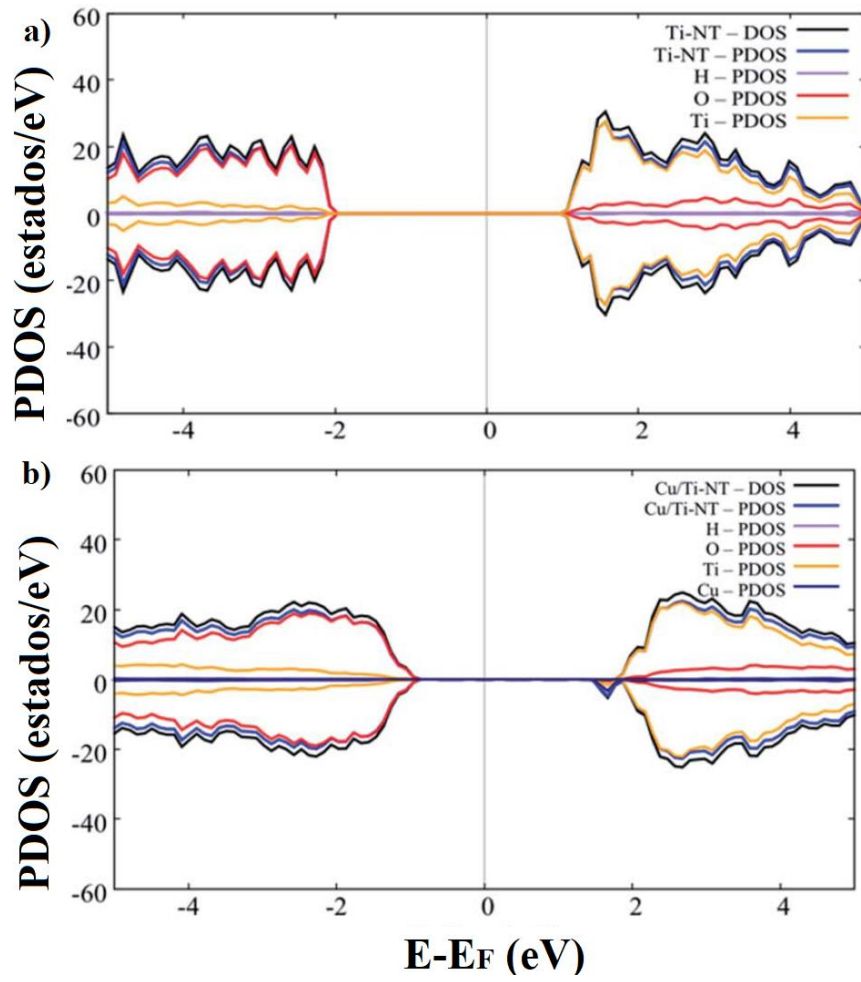 a)
60
40
20
0
-20
-40
-60
PDOS (estados/eV)
Ti-NT – DOS
Ti-NT – PDOS
H – PDOS
O – PDOS
Ti – PDOS
-4
-2
0
2
4
b)
60
40
20
0
-20
-40
-60
PDOS (estados/eV)
Cu/Ti-NT – DOS
Cu/Ti-NT – PDOS
H – PDOS
O – PDOS
Ti – PDOS
Cu – PDOS
-4
-2
0
2
4
E-EF (eV)